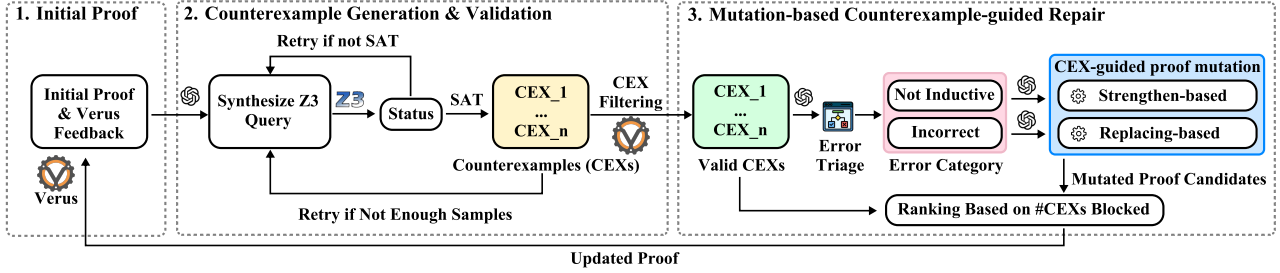 1. Initial Proof
Initial Proof
& Verus
Feedback
Verus
2. Counterexample Generation & Validation
Retry if not SAT
Synthesize Z3
Query
Z3
Status
SAT
CEX_1
...
CEX_n
Counterexamples (CEXs)
Retry if Not Enough Samples
CEX
Filtering
3. Mutation-based Counterexample-guided Repair
CEX_1
...
CEX_n
Valid CEXs
Error
Triage
Not Inductive
Incorrect
Error Category
CEX-guided proof mutation
Strengthen-based
Replacing-based
Mutated Proof Candidates
Ranking Based on #CEXs Blocked
Updated Proof